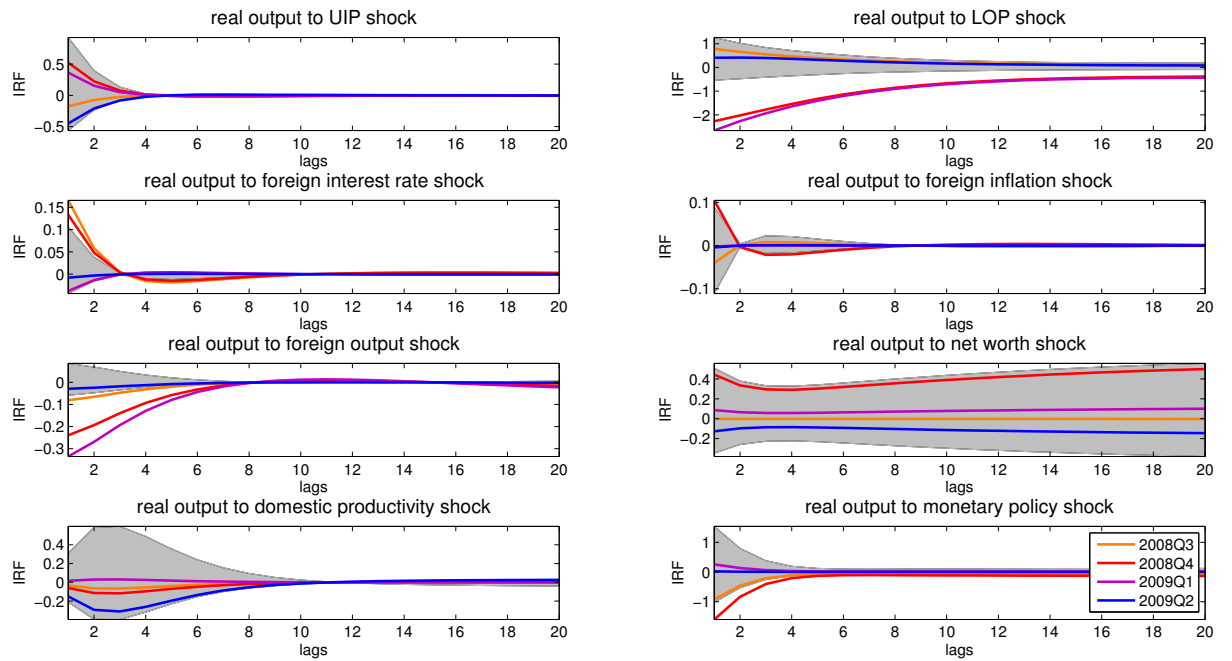 real output to UIP shock
0.5
0
−0.5
IRF
2 4 6 8 10 12 14 16 18 20
lags
real output to LOP shock
1
0
−1
−2
IRF
2 4 6 8 10 12 14 16 18 20
lags
real output to foreign interest rate shock
0.15
0.1
0.05
0
IRF
2 4 6 8 10 12 14 16 18 20
lags
real output to foreign inflation shock
0.1
0
−0.1
IRF
2 4 6 8 10 12 14 16 18 20
lags
real output to foreign output shock
0
−0.1
−0.2
−0.3
IRF
2 4 6 8 10 12 14 16 18 20
lags
real output to net worth shock
0.4
0.2
0
−0.2
IRF
2 4 6 8 10 12 14 16 18 20
lags
real output to domestic productivity shock
0.4
0.2
0
−0.2
IRF
2 4 6 8 10 12 14 16 18 20
lags
real output to monetary policy shock
1
0
−1
IRF
2008Q3
2008Q4
2009Q1
2009Q2
2 4 6 8 10 12 14 16 18 20
lags